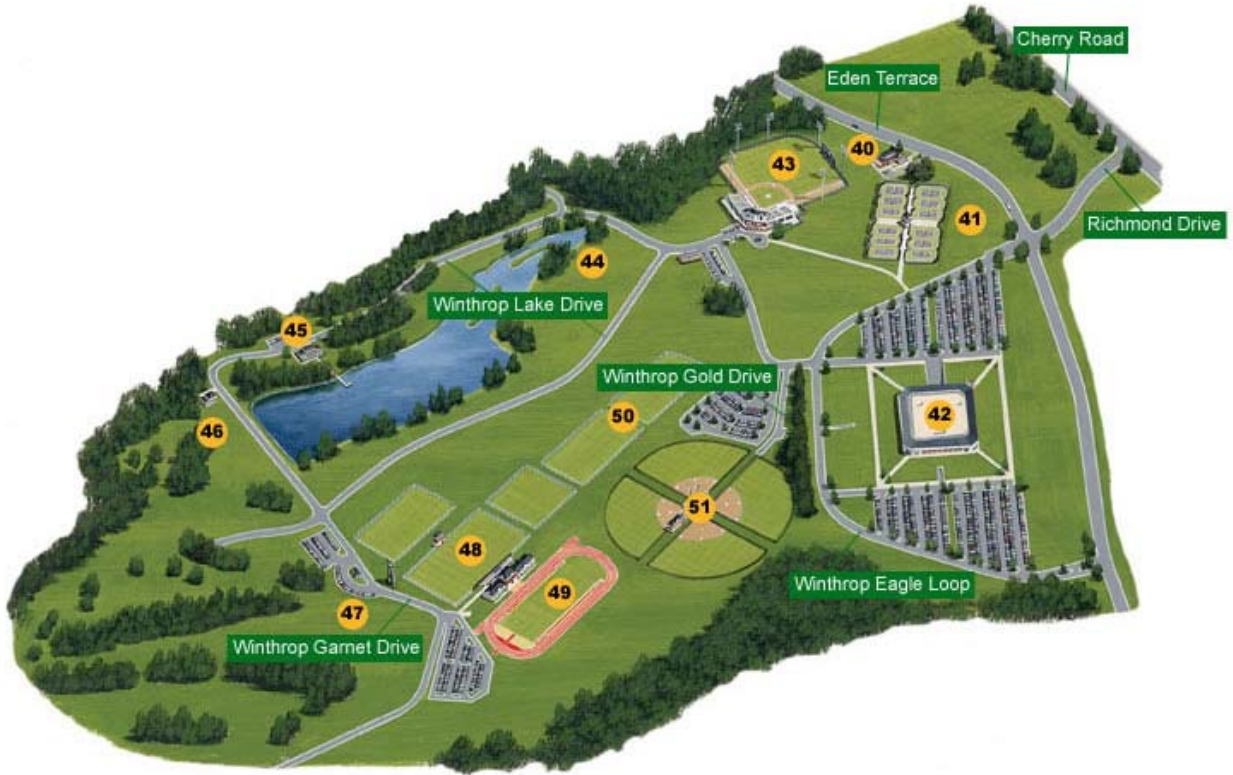 Cherry Road
Eden Terrace
40
43
41
Richmond Drive
44
Winthrop Lake Drive
45
Winthrop Gold Drive
42
50
46
51
48
Winthrop Eagle Loop
49
47
Winthrop Garnet Drive